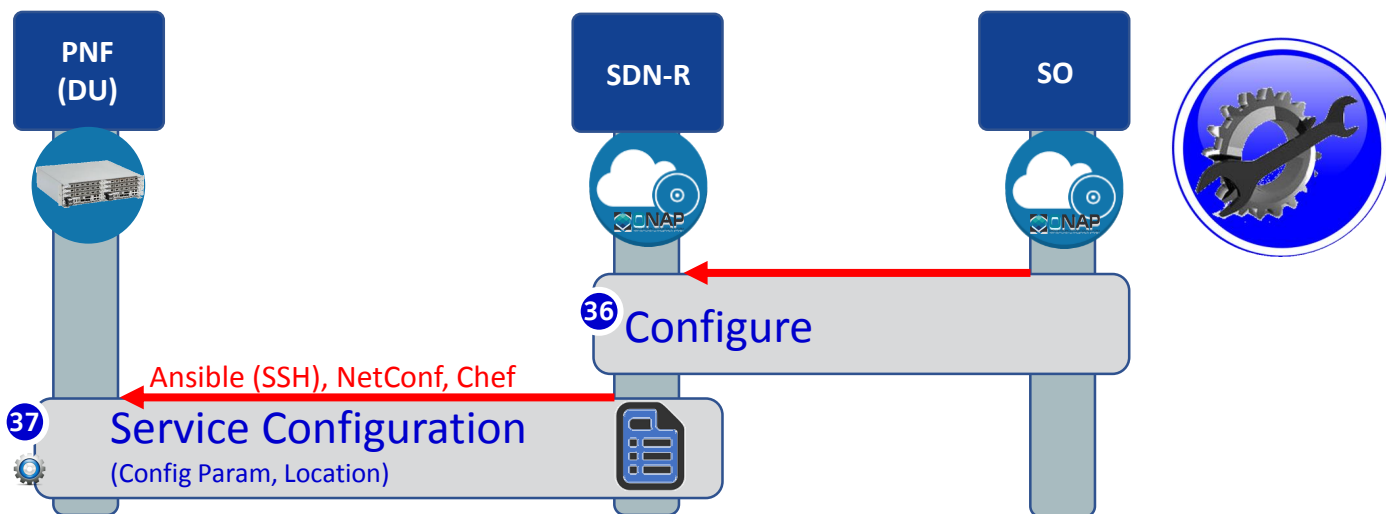 PNF
(DU)
SDN-R
SO
ONAP
ONAP
36
Configure
Ansible (SSH), NetConf, Chef
37
Service Configuration
(Config Param, Location)